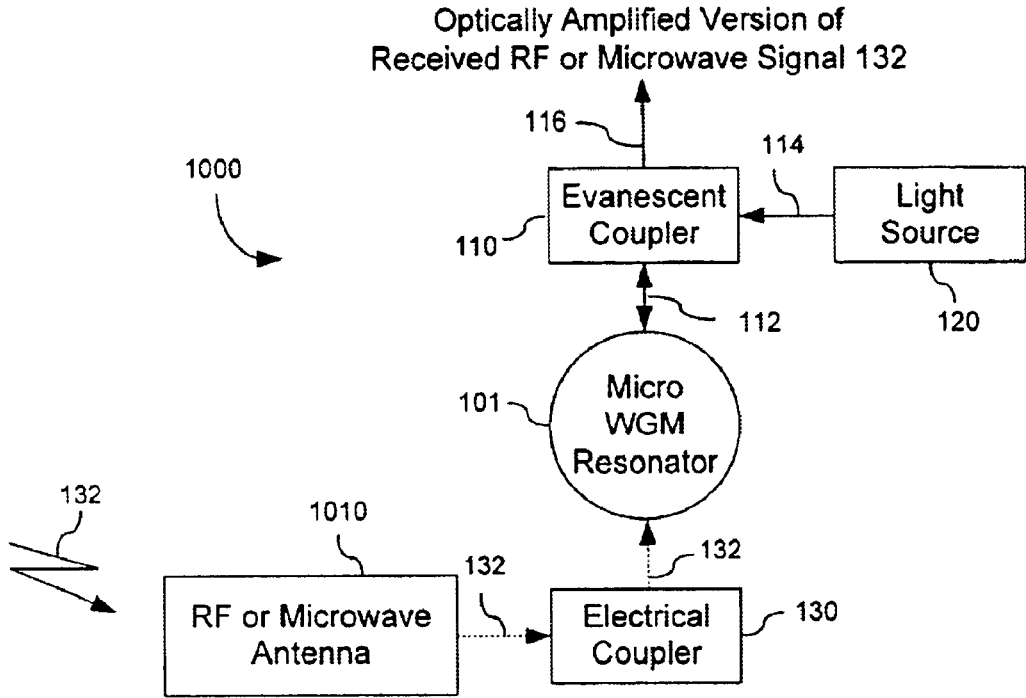 Optically Amplified Version of
Received RF or Microwave Signal 132
116
114
1000
Evanescent
Coupler
Light
Source
110
112
120
101
Micro
WGM
Resonator
132
1010
132
132
RF or Microwave
Antenna
Electrical
Coupler
130